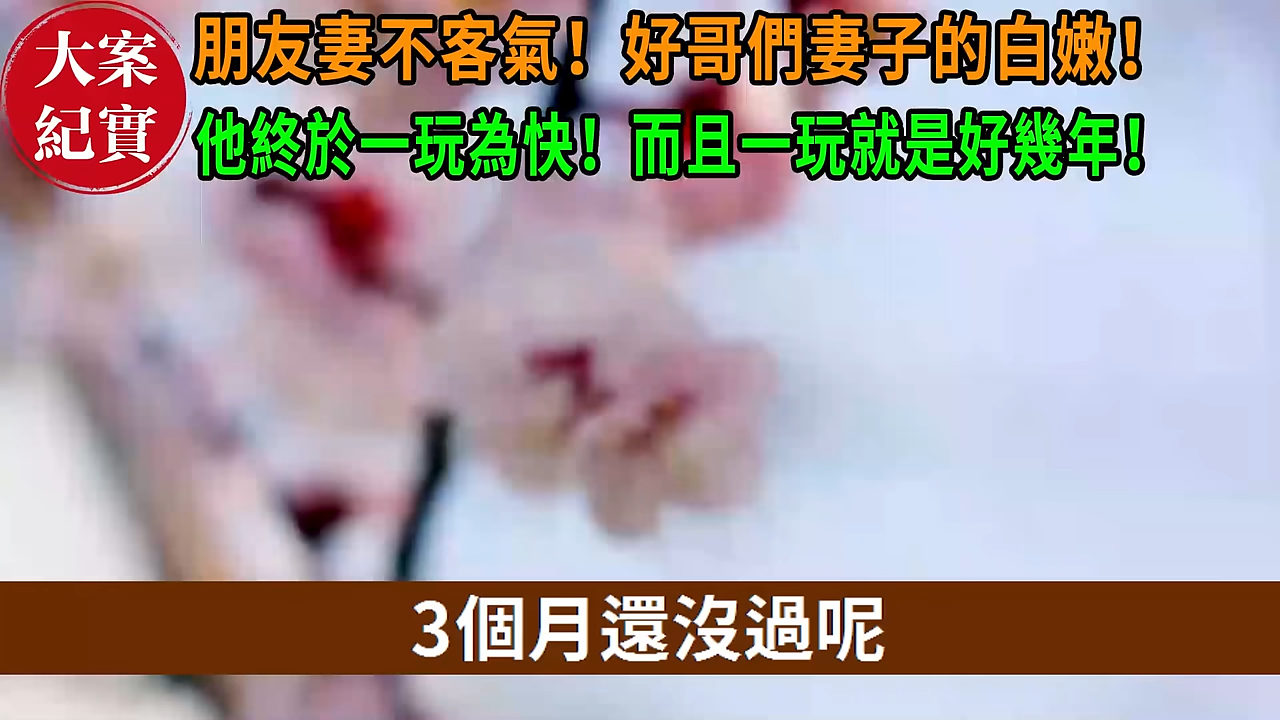 大案
紀實
朋友妻不客氣！好哥們妻子的白嫩！
他終於一玩為快！而且一玩就是好幾年！
3個月還沒過呢